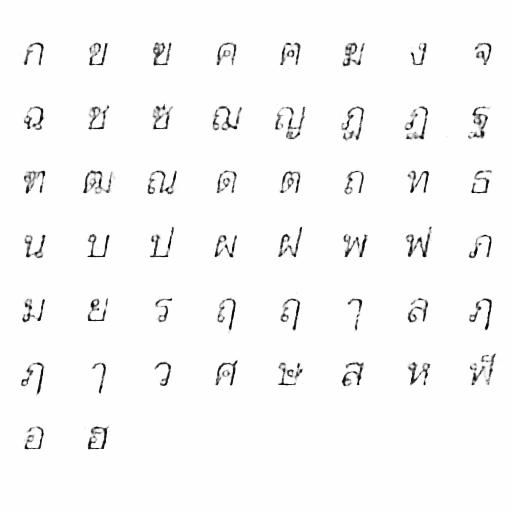 ก ข ฃ ค ฅ ฆ ง จ
ฉ ช ซ ฌ ญ ฎ ฏ ฐ
ฑ ฒ ณ ด ต ถ ท ธ
น บ ป ผ ฝ พ ฟ ภ
ม ย ร ฤ ฤ ๅ ล ฦ
ฦ ๅ ว ศ ษ ส ห ฬ
อ ฮ